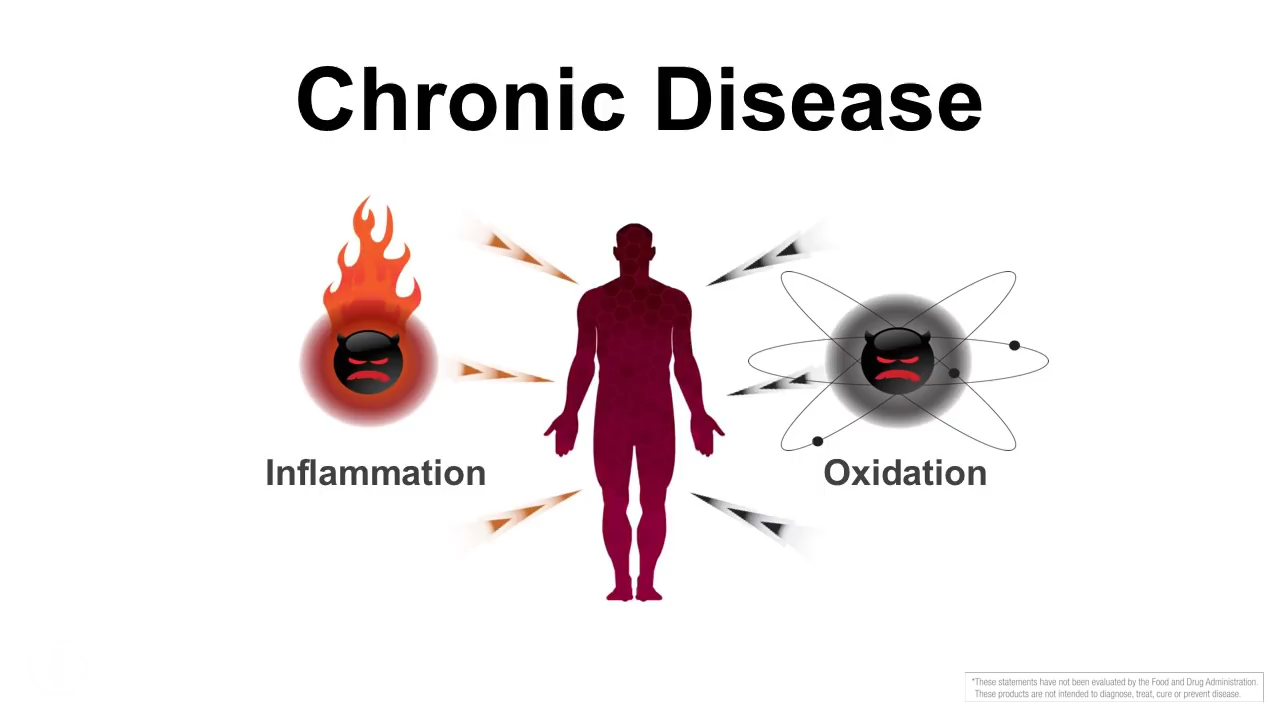 Chronic Disease
Inflammation
Oxidation
*These statements have not been evaluated by the Food and Drug Administration.
These products are not intended to diagnose, treat, cure or prevent disease.